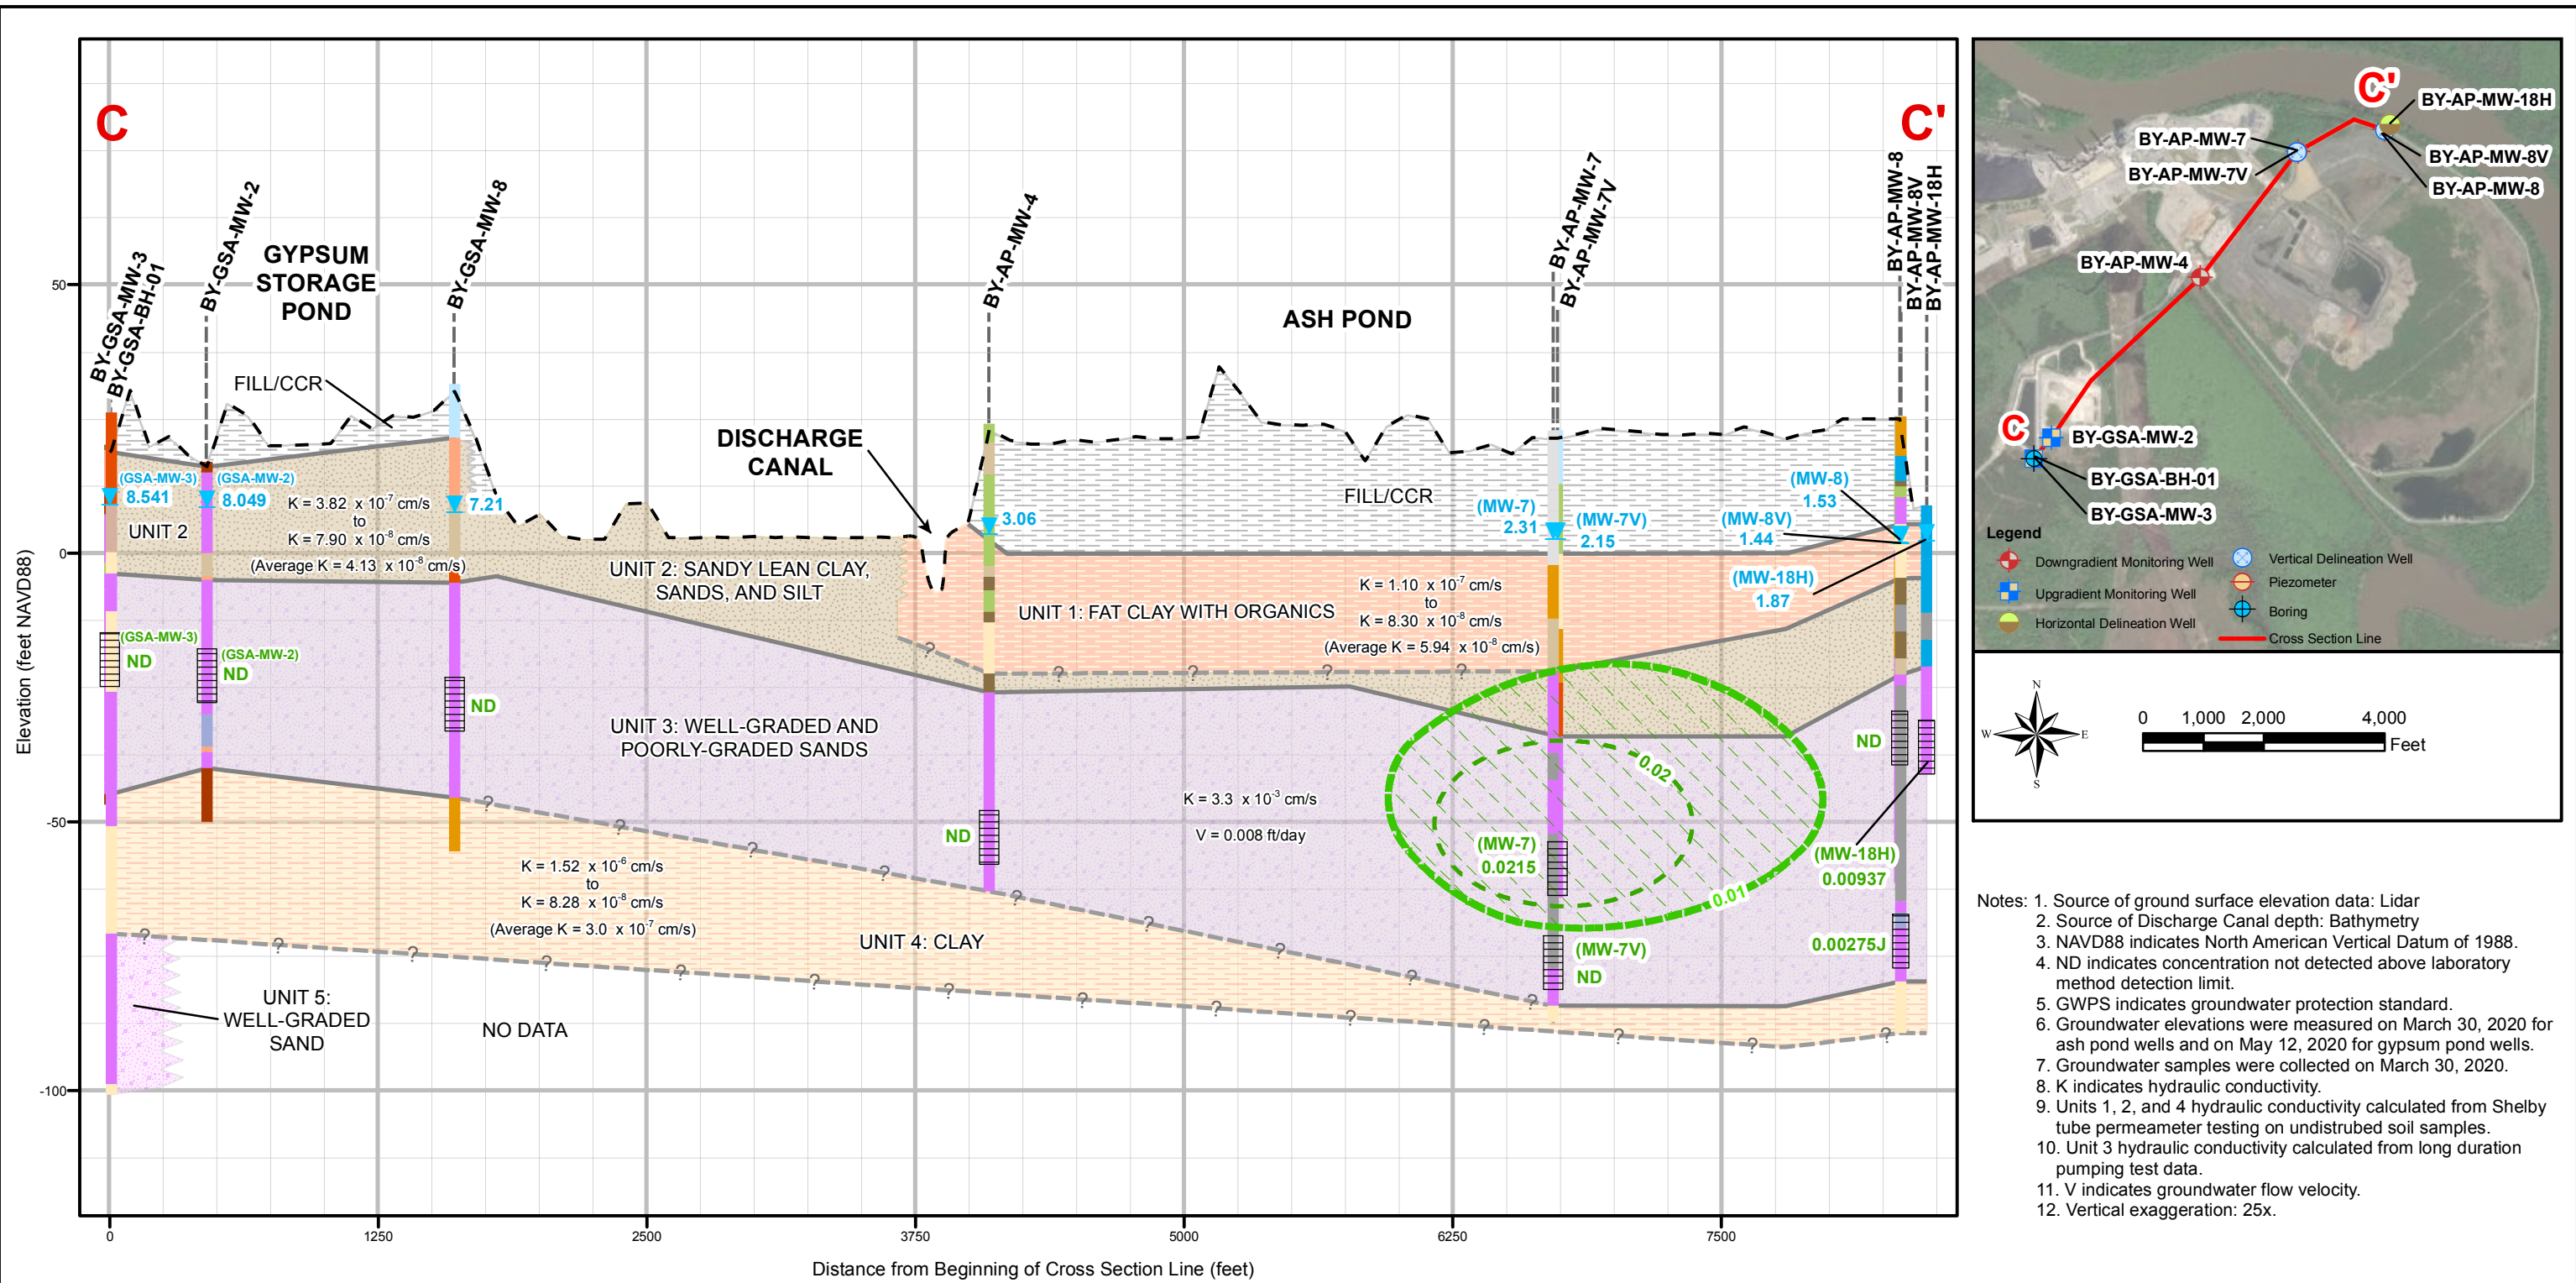 C
C'
BY-GSA-MW-3
BY-GSA-BH-01
BY-GSA-MW-2
GYPSUM
STORAGE
POND
BY-GSA-MW-8
BY-AP-MW-4
BY-AP-MW-7
BY-AP-MW-7V
BY-AP-MW-8
BY-AP-MW-8V
BY-AP-MW-18H
ASH POND
FILL/CCR
DISCHARGE
CANAL
FILL/CCR
(GSA-MW-3)
8.541
(GSA-MW-2)
8.049
7.21
3.06
(MW-7)
2.31
(MW-7V)
2.15
(MW-8)
1.53
(MW-8V)
1.44
(MW-18H)
1.87
UNIT 2
K = 3.82 x 10-7 cm/s
to
K = 7.90 x 10-8 cm/s
(Average K = 4.13 x 10-8 cm/s)
UNIT 2: SANDY LEAN CLAY,
SANDS, AND SILT
UNIT 1: FAT CLAY WITH ORGANICS
K = 1.10 x 10-7 cm/s
to
K = 8.30 x 10-8 cm/s
(Average K = 5.94 x 10-8 cm/s)
(GSA-MW-3)
ND
(GSA-MW-2)
ND
ND
UNIT 3: WELL-GRADED AND
POORLY-GRADED SANDS
K = 3.3 x 10-3 cm/s
V = 0.008 ft/day
ND
0.02
0.01
(MW-7)
0.0215
(MW-7V)
ND
ND
(MW-18H)
0.00937
0.00275J
K = 1.52 x 10-6 cm/s
to
K = 8.28 x 10-8 cm/s
(Average K = 3.0 x 10-7 cm/s)
UNIT 4: CLAY
UNIT 5:
WELL-GRADED
SAND
NO DATA
? ? ? ? ? ? ? ? ? ? ? ? ? ? ? ? ? ? ? ? ? ? ? ? ? ? ? ? ? ? ? ? ?
Elevation (feet NAVD88)
50
0
-50
-100
0
1250
2500
3750
5000
6250
7500
Distance from Beginning of Cross Section Line (feet)
C'
BY-AP-MW-18H
BY-AP-MW-7
BY-AP-MW-8V
BY-AP-MW-7V
BY-AP-MW-8
BY-AP-MW-4
C
BY-GSA-MW-2
BY-GSA-BH-01
BY-GSA-MW-3
Legend
Downgradient Monitoring Well
Upgradient Monitoring Well
Horizontal Delineation Well
Vertical Delineation Well
Piezometer
Boring
Cross Section Line
N
W
E
S
0 1,000 2,000 4,000
Feet
Notes: 1. Source of ground surface elevation data: Lidar
2. Source of Discharge Canal depth: Bathymetry
3. NAVD88 indicates North American Vertical Datum of 1988.
4. ND indicates concentration not detected above laboratory
method detection limit.
5. GWPS indicates groundwater protection standard.
6. Groundwater elevations were measured on March 30, 2020 for
ash pond wells and on May 12, 2020 for gypsum pond wells.
7. Groundwater samples were collected on March 30, 2020.
8. K indicates hydraulic conductivity.
9. Units 1, 2, and 4 hydraulic conductivity calculated from Shelby
tube permeameter testing on undistrubed soil samples.
10. Unit 3 hydraulic conductivity calculated from long duration
pumping test data.
11. V indicates groundwater flow velocity.
12. Vertical exaggeration: 25x.